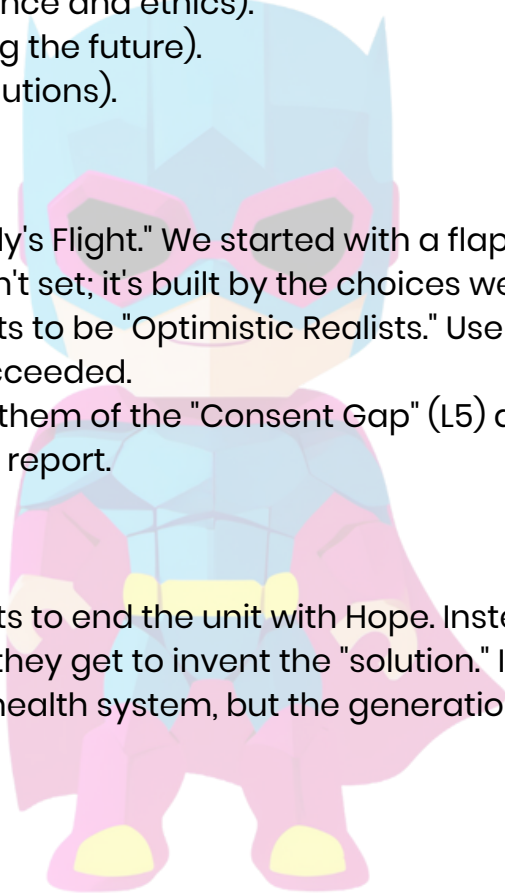 nce and ethics).
g the future).
utions).
ly's Flight." We started with a flap
n't set; it's built by the choices we
ts to be "Optimistic Realists." Use
cceeded.
them of the "Consent Gap" (L5) a
report.
ts to end the unit with Hope. Inste
they get to invent the "solution." I
health system, but the generatio